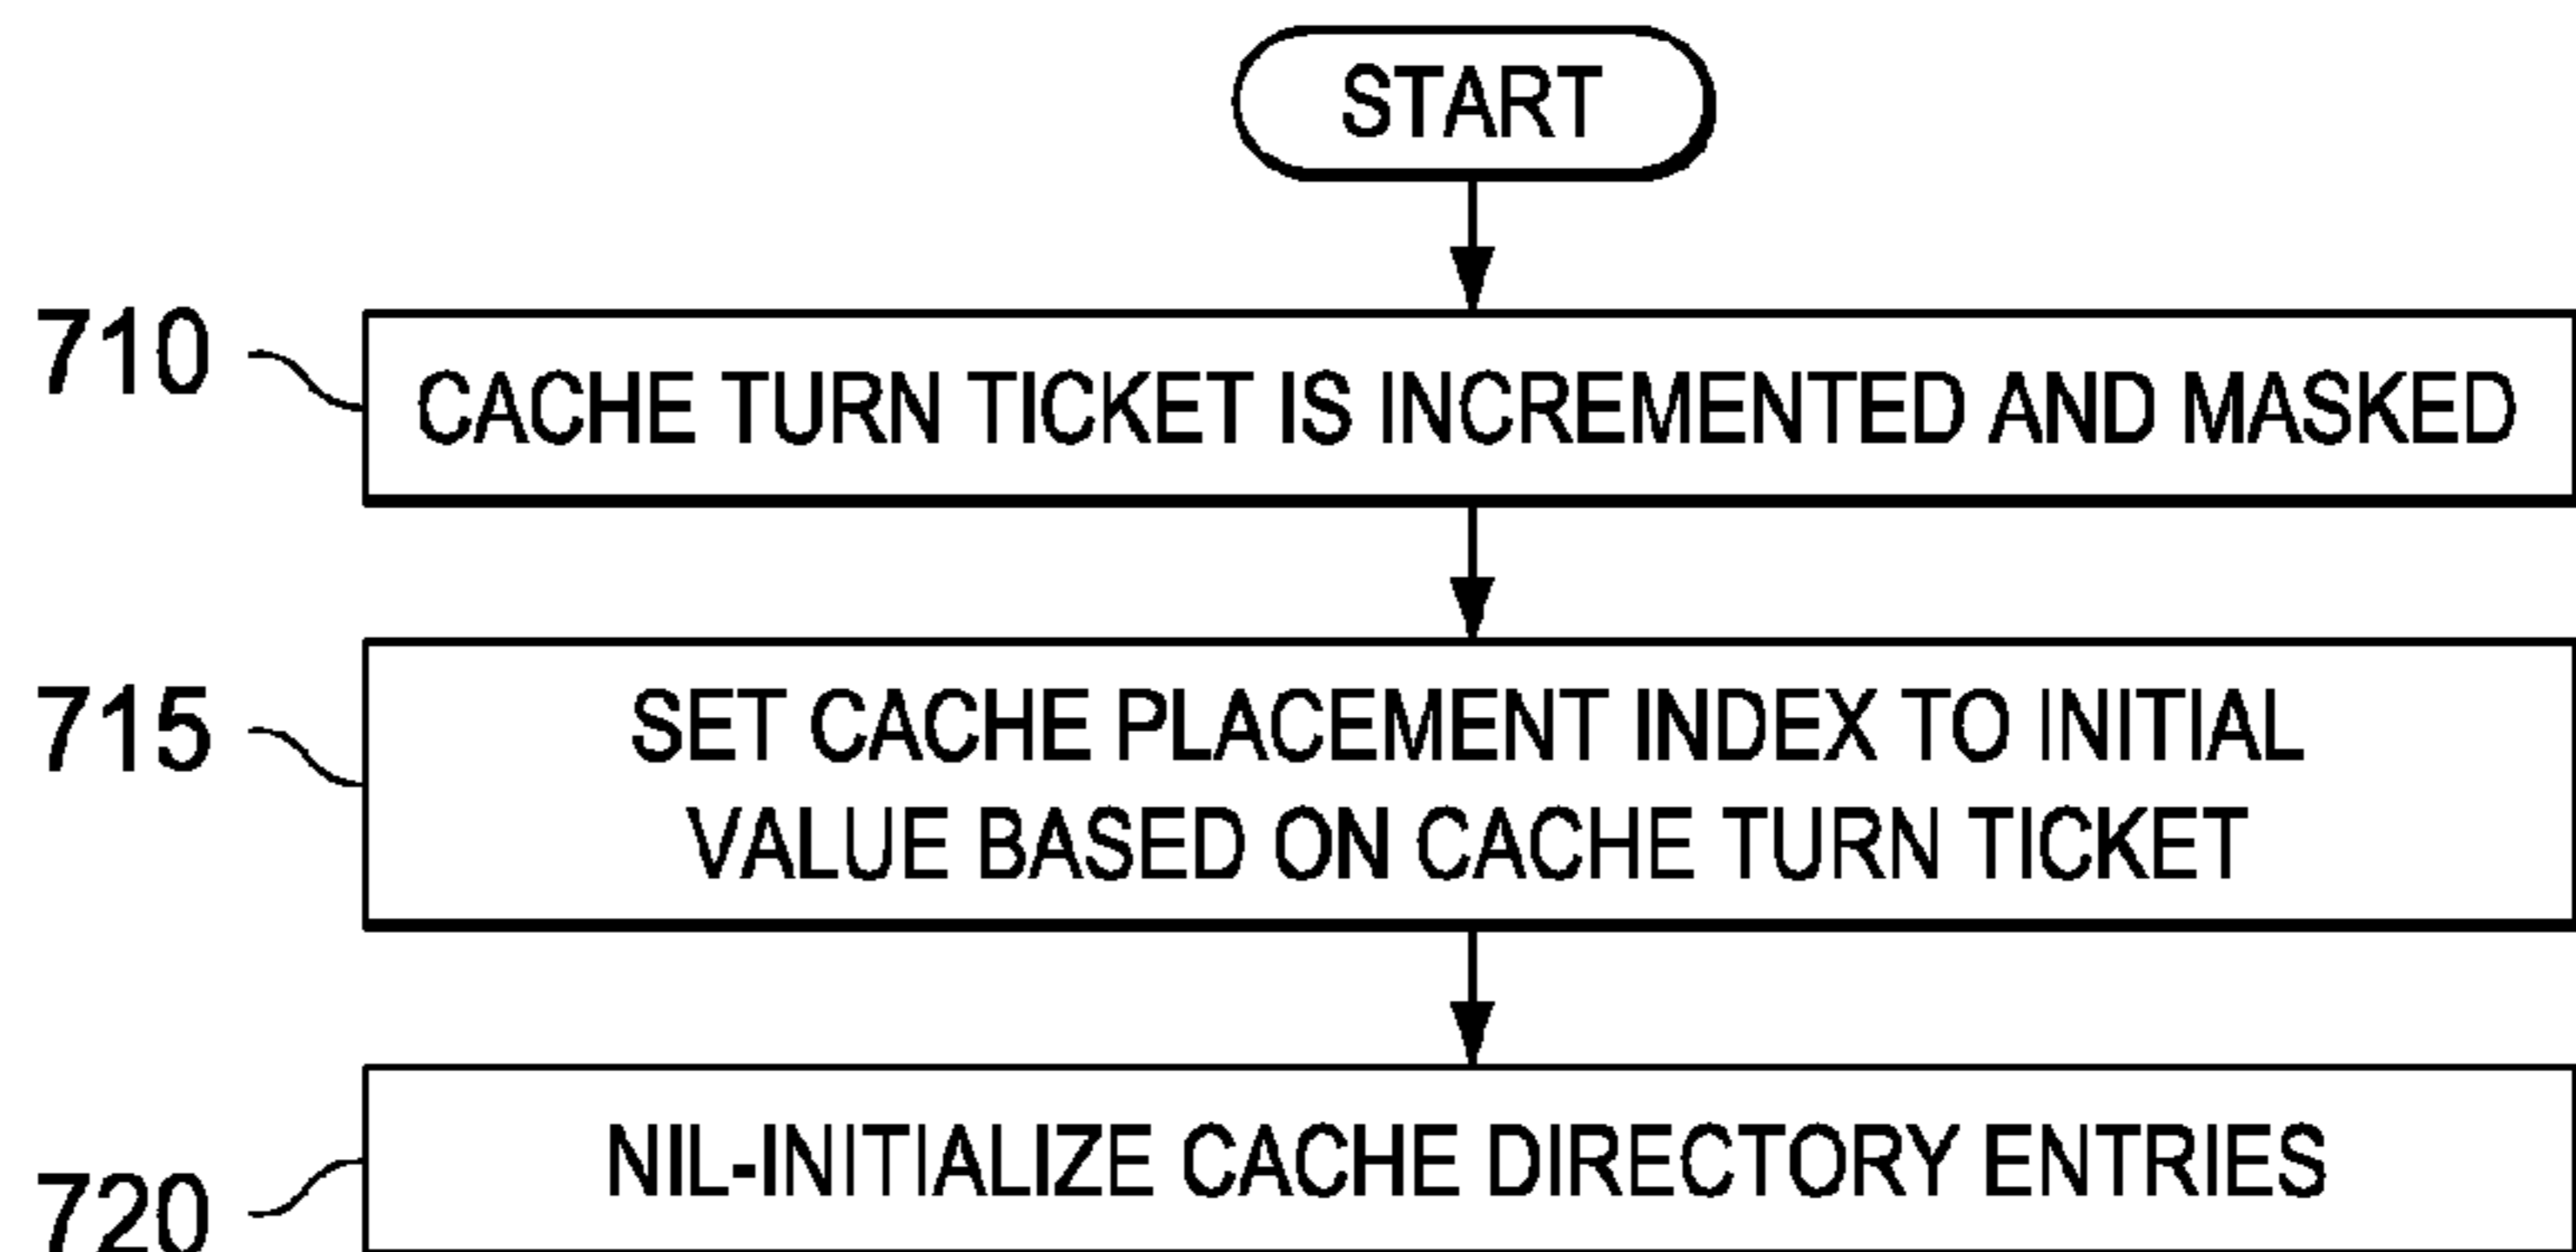 START
710
CACHE TURN TICKET IS INCREMENTED AND MASKED
715
SET CACHE PLACEMENT INDEX TO INITIAL
VALUE BASED ON CACHE TURN TICKET
720
NIL-INITIALIZE CACHE DIRECTORY ENTRIES